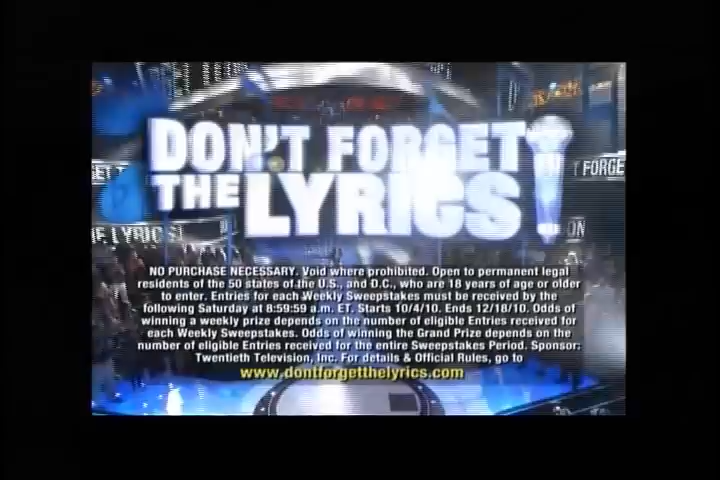 DON'T FORGET
THE LYRICS
T FORGE
NO PURCHASE NECESSARY. Void where prohibited. Open to permanent legal
residents of the 50 states of the U.S., and D.C., who are 18 years of age or older
to enter. Entries for each Weekly Sweepstakes must be received by the
following Saturday at 8:59:59 a.m. ET. Starts 10/4/10. Ends 12/18/10. Odds of
winning a weekly prize depends on the number of eligible Entries received for
each Weekly Sweepstakes. Odds of winning the Grand Prize depends on the
number of eligible Entries received for the entire Sweepstakes Period. Sponsor:
Twentieth Television, Inc. For details & Official Rules, go to
www.dontforgetthelyrics.com